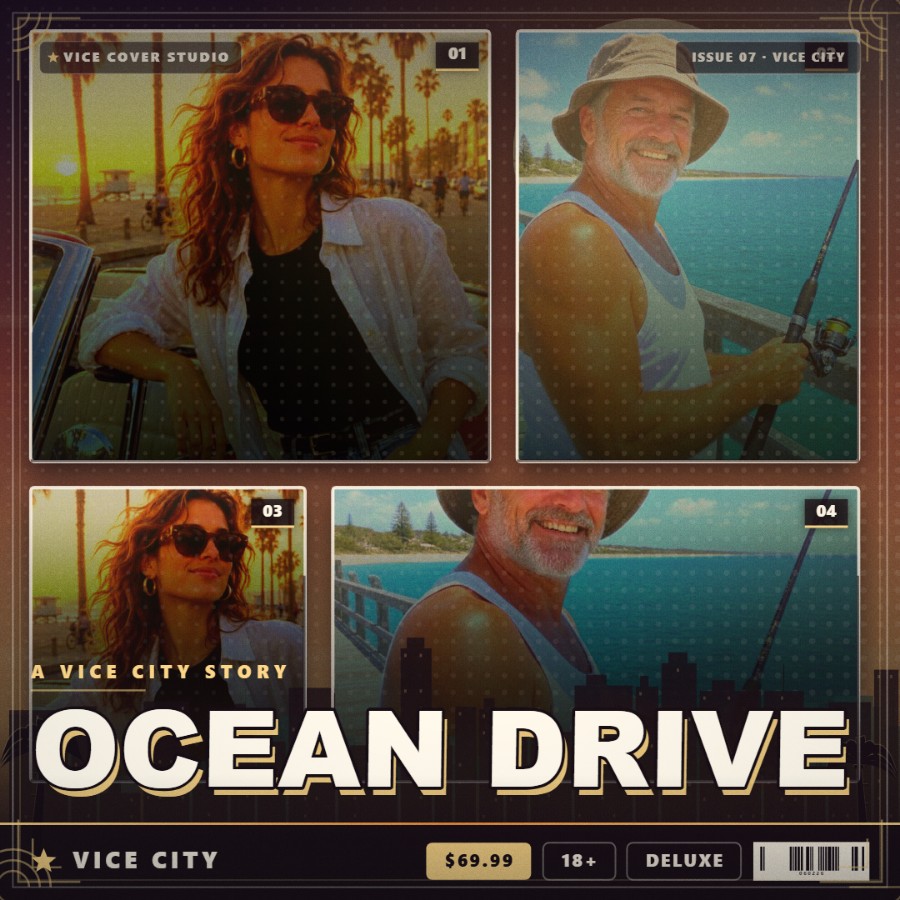 ★ VICE COVER STUDIO
01
ISSUE 07 · VICE CITY
03
04
A VICE CITY STORY
OCEAN DRIVE
★ VICE CITY
$69.99
18+
DELUXE